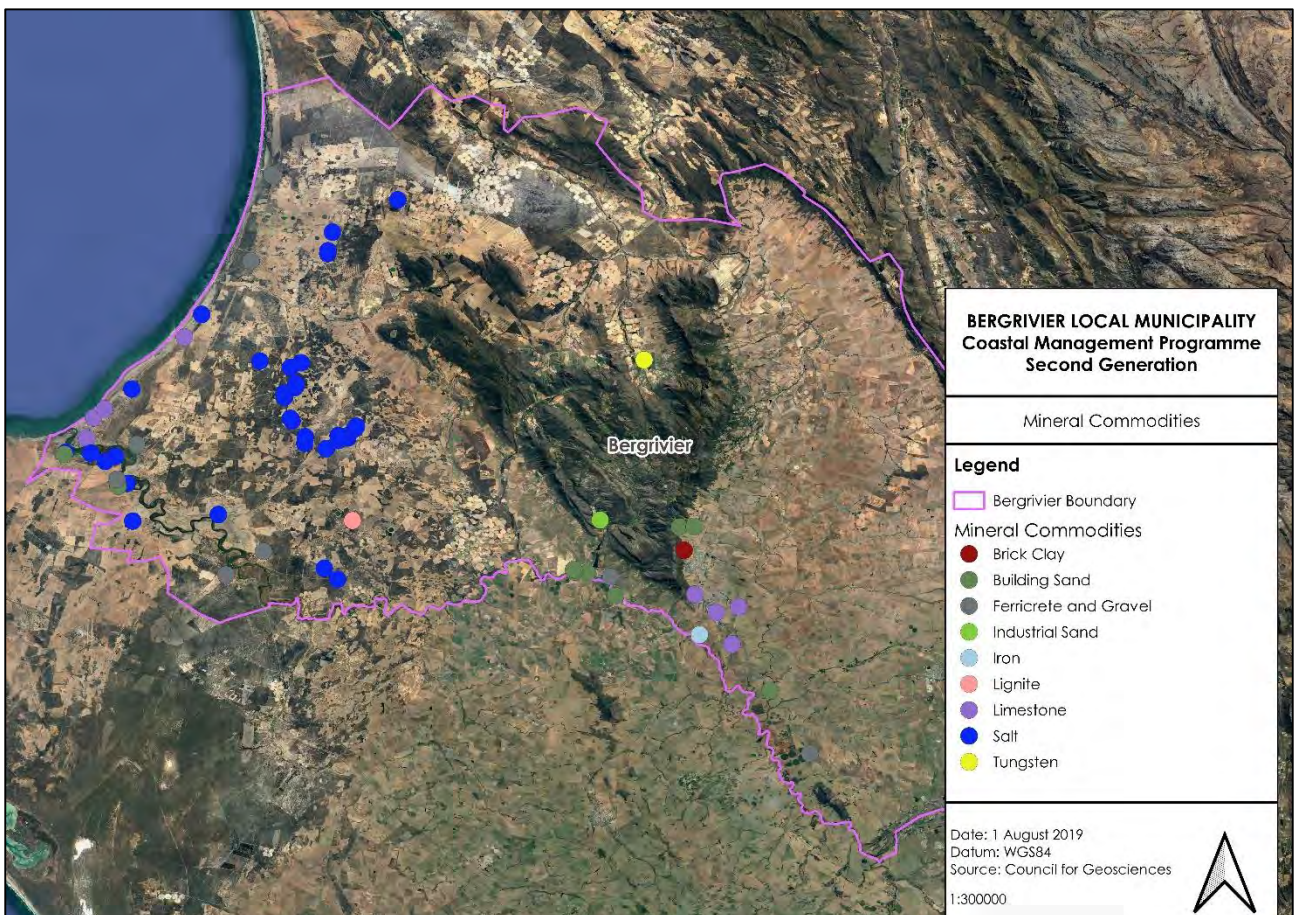 Bergrivier
BERGRIVIER LOCAL MUNICIPALITY
Coastal Management Programme
Second Generation
Mineral Commodities
Legend
Bergrivier Boundary
Mineral Commodities
Brick Clay
Building Sand
Ferricrete and Gravel
Industrial Sand
Iron
Lignite
Limestone
Salt
Tungsten
Date: 1 August 2019
Datum: WGS84
Source: Council for Geosciences
1:300000